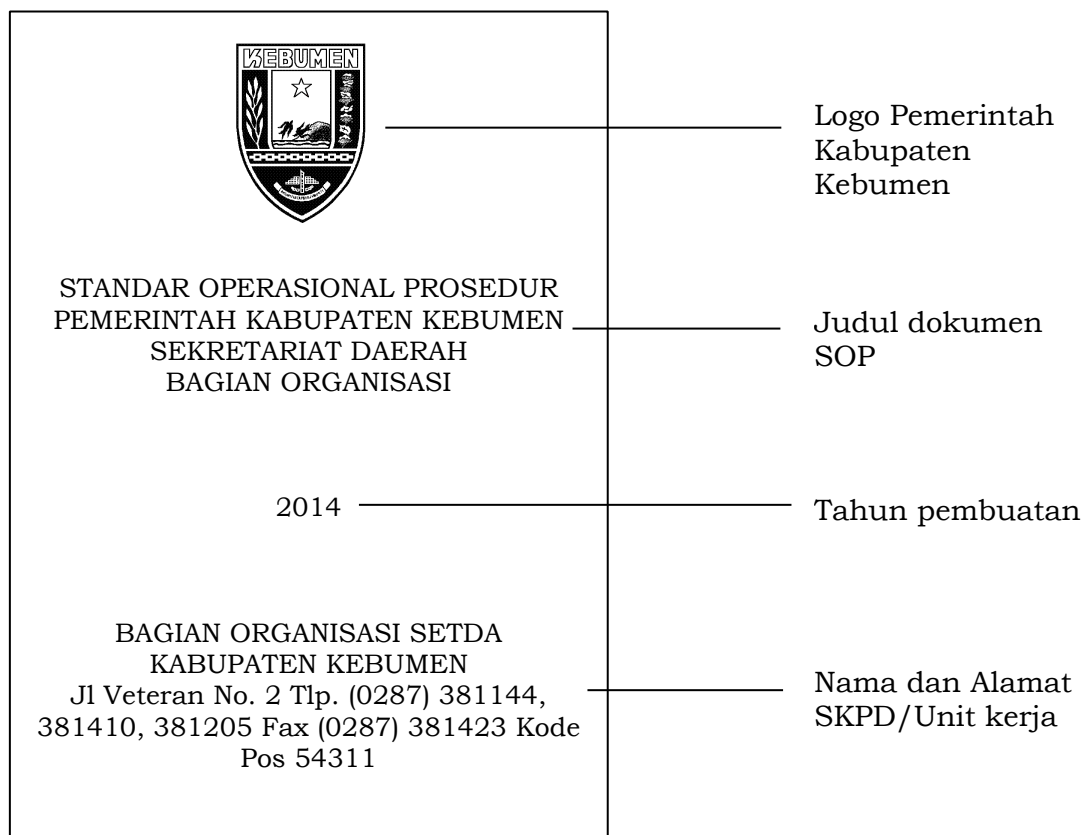 KEBUMEN
Logo Pemerintah
Kabupaten
Kebumen
STANDAR OPERASIONAL PROSEDUR
PEMERINTAH KABUPATEN KEBUMEN
SEKRETARIAT DAERAH
BAGIAN ORGANISASI
Judul dokumen
SOP
2014
Tahun pembuatan
BAGIAN ORGANISASI SETDA
KABUPATEN KEBUMEN
Jl Veteran No. 2 Tlp. (0287) 381144,
381410, 381205 Fax (0287) 381423 Kode
Pos 54311
Nama dan Alamat
SKPD/Unit kerja